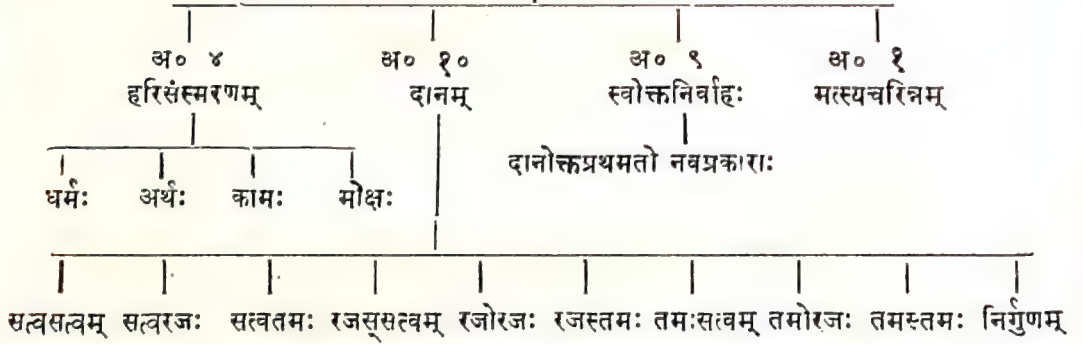 अ० ४ अ० १० अ० ९ अ० १
हरिसंस्मरणम् दानम् स्वोक्तनिर्वाहः मत्स्यचरित्रम्
दानोक्तप्रथमतो नवप्रकाराः
धर्मः अर्थः कामः मोक्षः
सत्वसत्वम् सत्वरजः सत्वतमः रजस्सत्वम् रजोरजः रजस्तमः तमःसत्वम् तमोरजः तमस्तमः निर्गुणम्